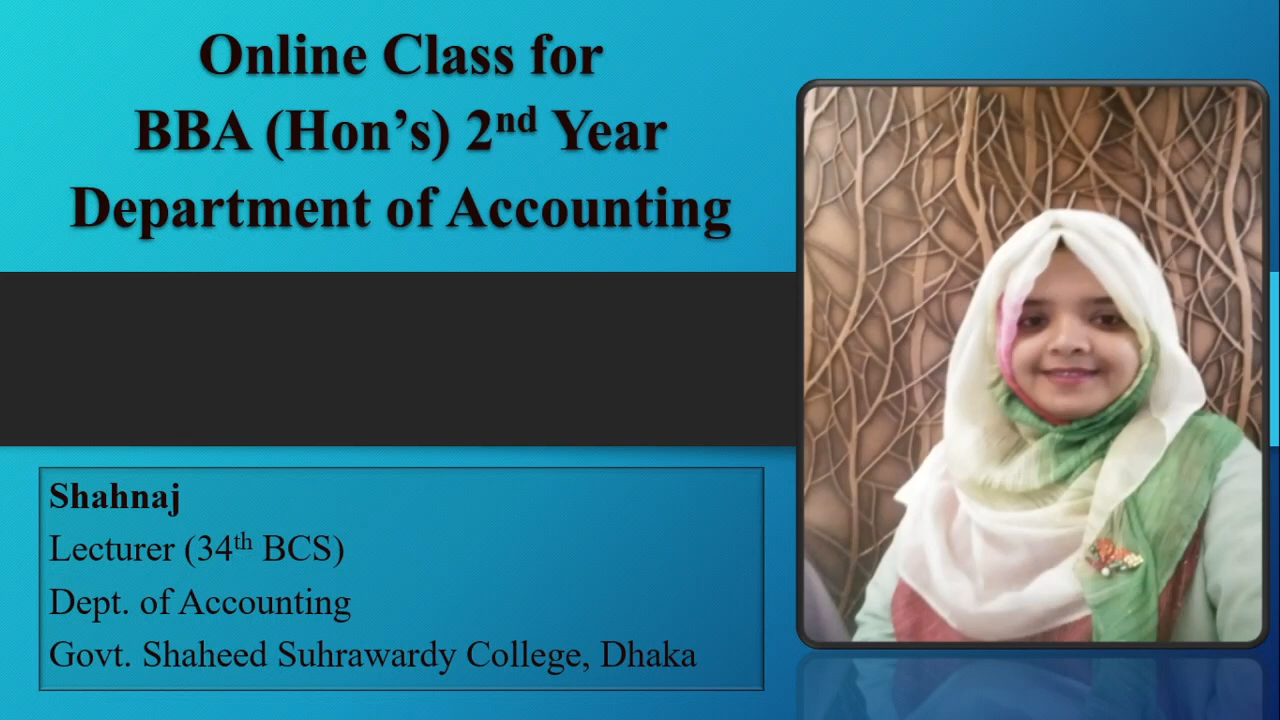 Online Class for
BBA (Hon’s) 2nd Year
Department of Accounting
Shahnaj
Lecturer (34th BCS)
Dept. of Accounting
Govt. Shaheed Suhrawardy College, Dhaka